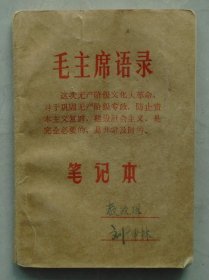 毛主席语录
这次无产阶级文化大革命,
对于巩固无产阶级专政,防止资
本主义复辟,建设社会主义,是
完全必要的,是非常及时的。
笔记本